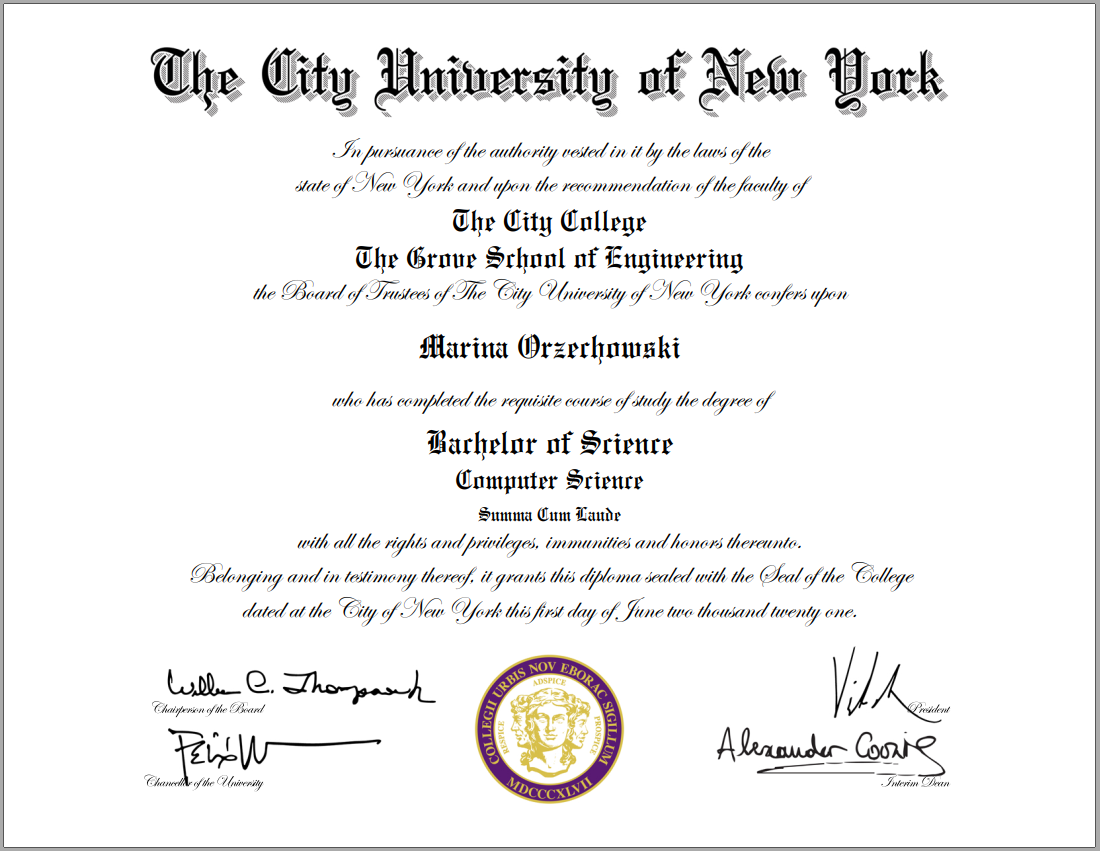 The City University of New York
In pursuance of the authority vested in it by the laws of the
state of New York and upon the recommendation of the faculty of
The City College
The Grove School of Engineering
the Board of Trustees of The City University of New York confers upon
Marina Orzechowski
who has completed the requisite course of study the degree of
Bachelor of Science
Computer Science
Summa Cum Laude
with all the rights and privileges, immunities and honors thereunto.
Belonging and in testimony thereof, it grants this diploma sealed with the Seal of the College
dated at the City of New York this first day of June two thousand twenty one.
Chairperson of the Board
Chancellor of the University
COLLEGII URBIS NOV EBORAC SIGILLUM
RESPICE ADSPICE PROSPICE
MDCCCXLVII
President
Alexander
Interim Dean